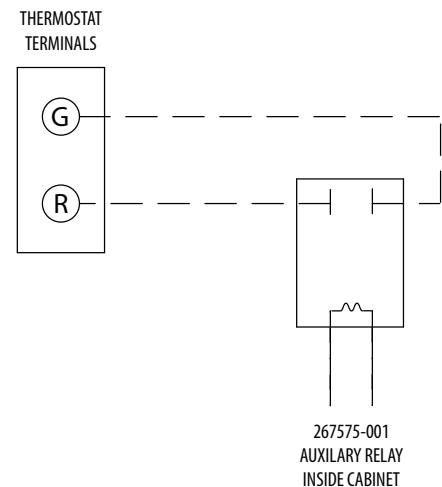 THERMOSTAT
TERMINALS
G
R
267575-001
AUXILARY RELAY
INSIDE CABINET